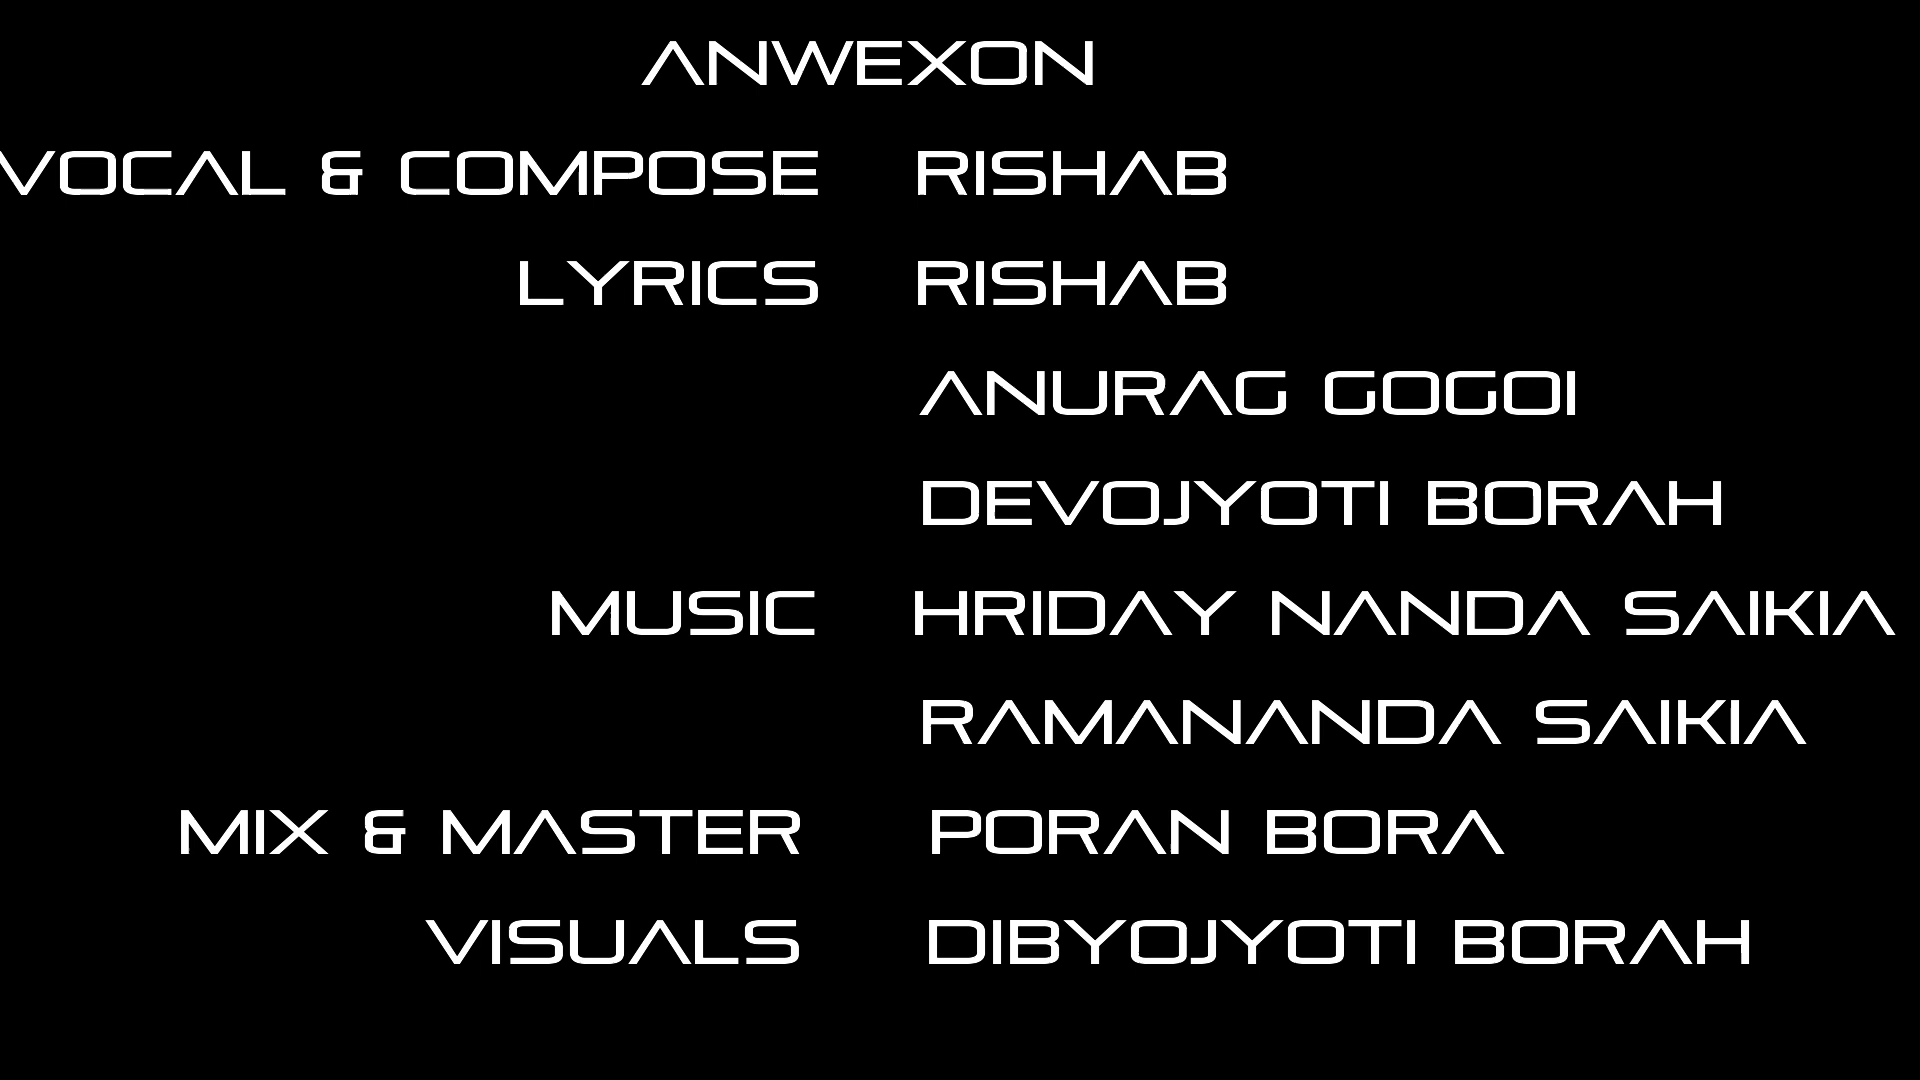 ANWEXON
VOCAL & COMPOSE RISHAB
LYRICS RISHAB
ANURAG GOGOI
DEVOJYOTI BORAH
MUSIC HRIDAY NANDA SAIKIA
RAMANANDA SAIKIA
MIX & MASTER PORAN BORA
VISUALS DIBYOJYOTI BORAH